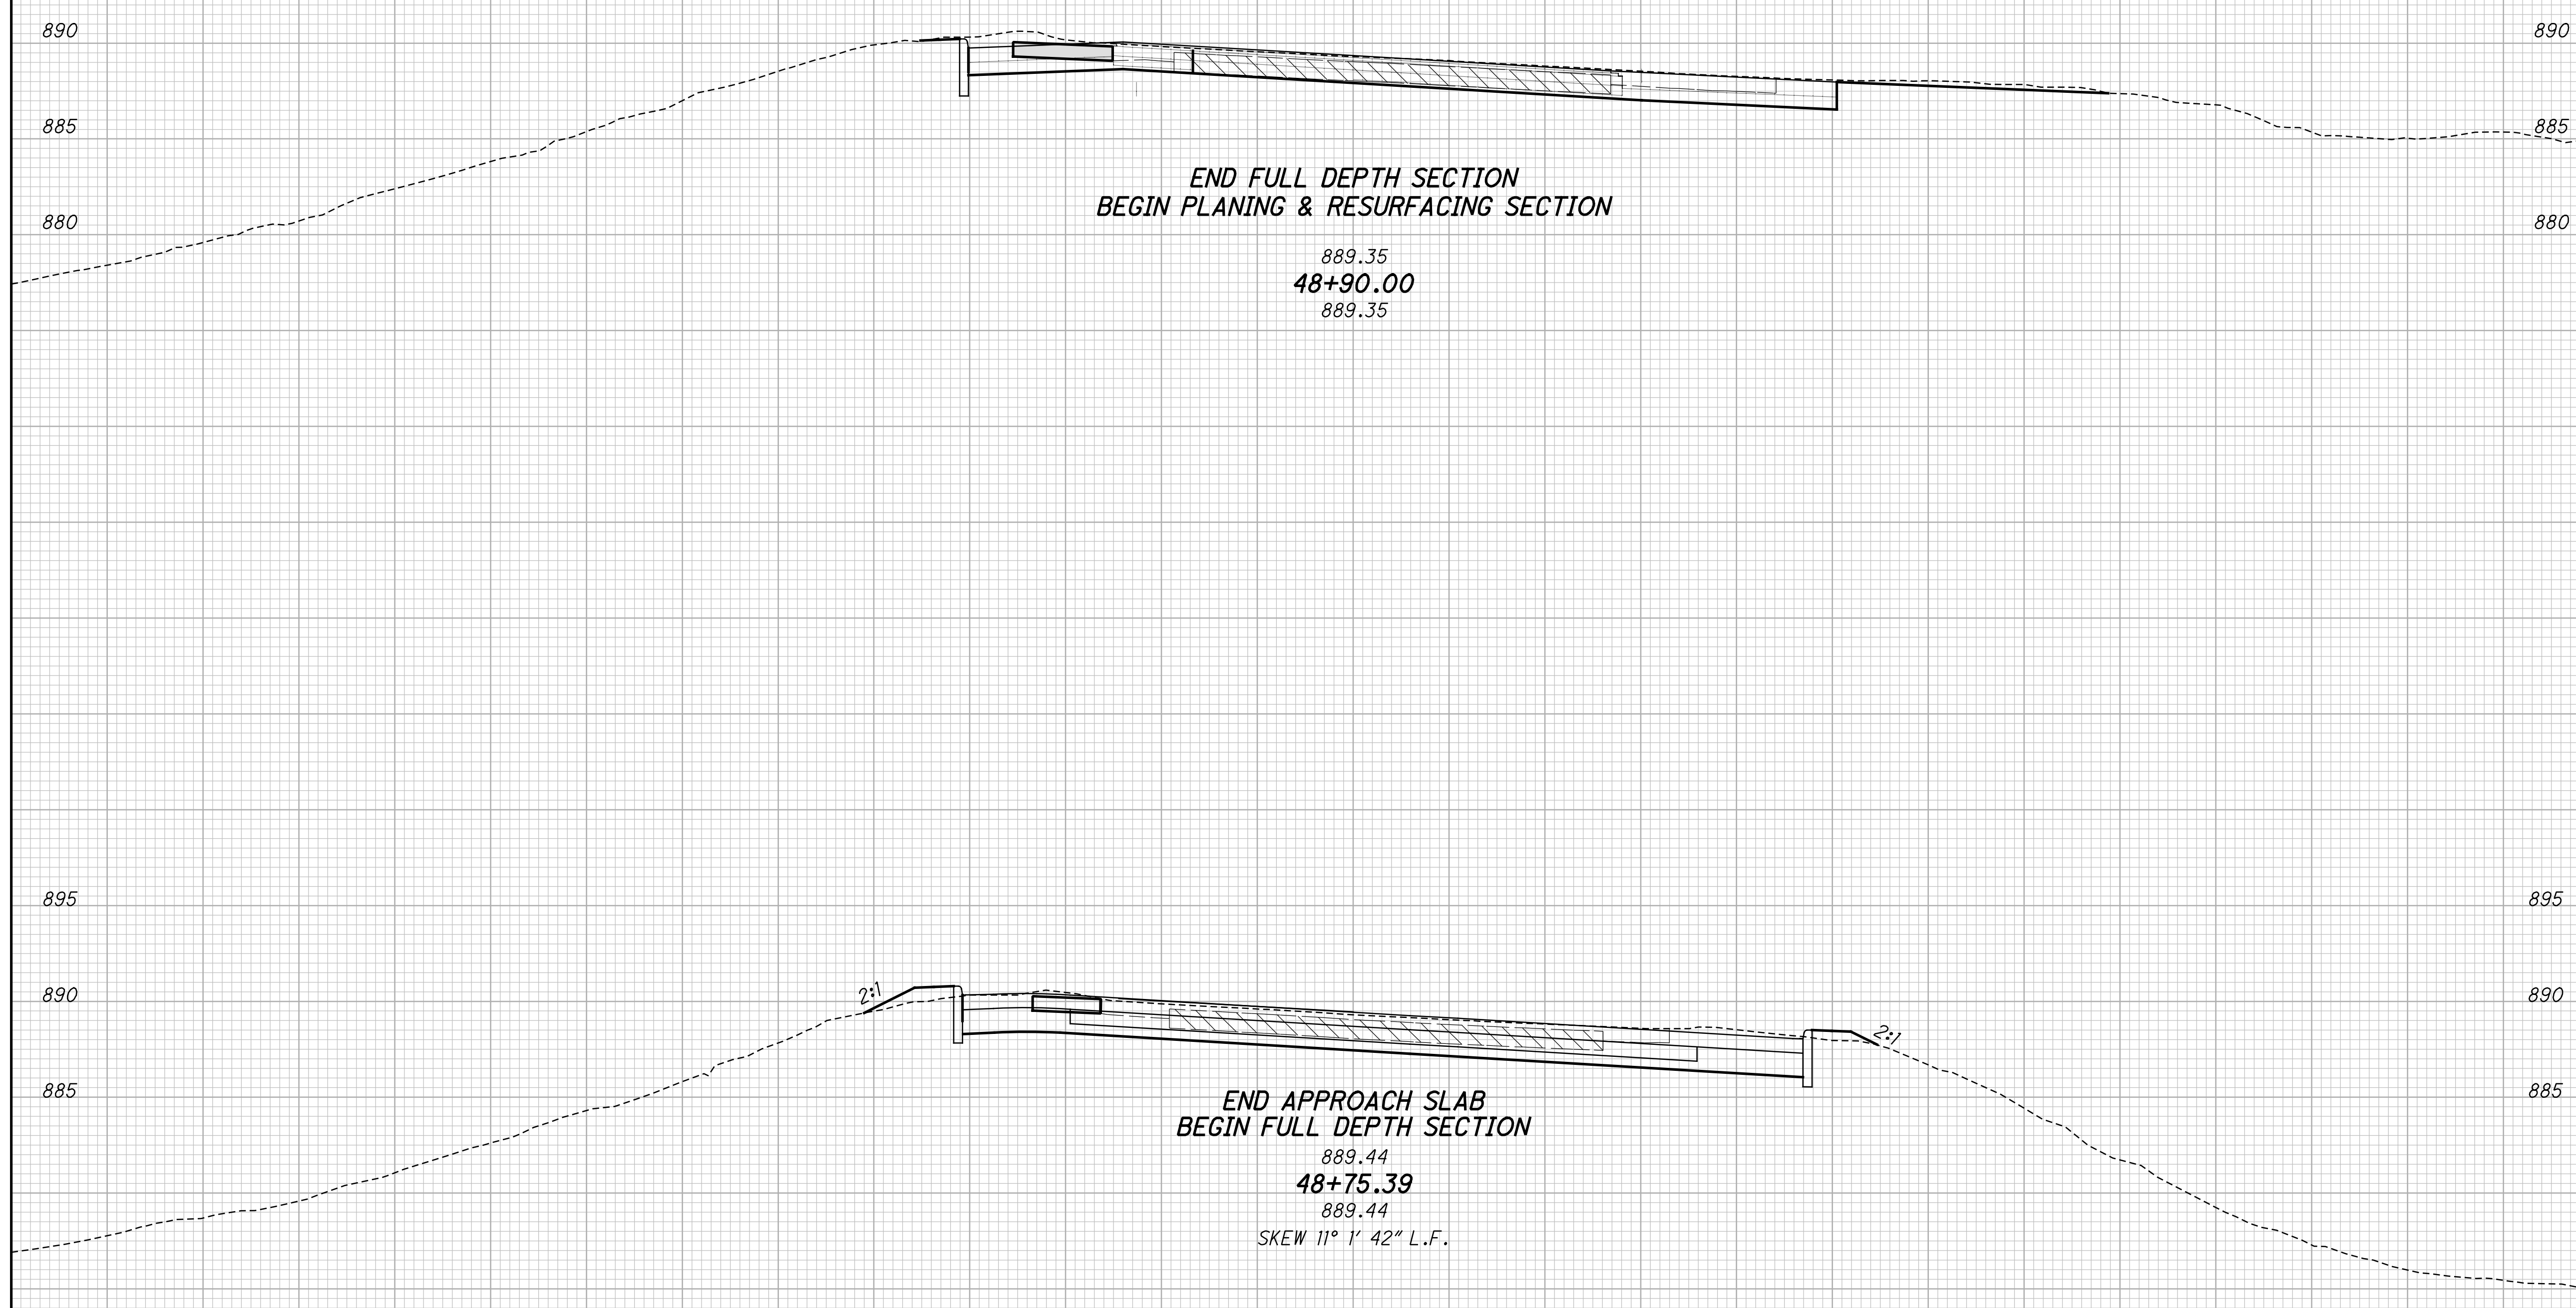 890 890
885 885
END FULL DEPTH SECTION
BEGIN PLANING & RESURFACING SECTION
880 880
889.35
48+90.00
889.35
895 895
890 2:1 890
2:1
885 885
END APPROACH SLAB
BEGIN FULL DEPTH SECTION
889.44
48+75.39
889.44
SKEW 11° 1' 42" L.F.